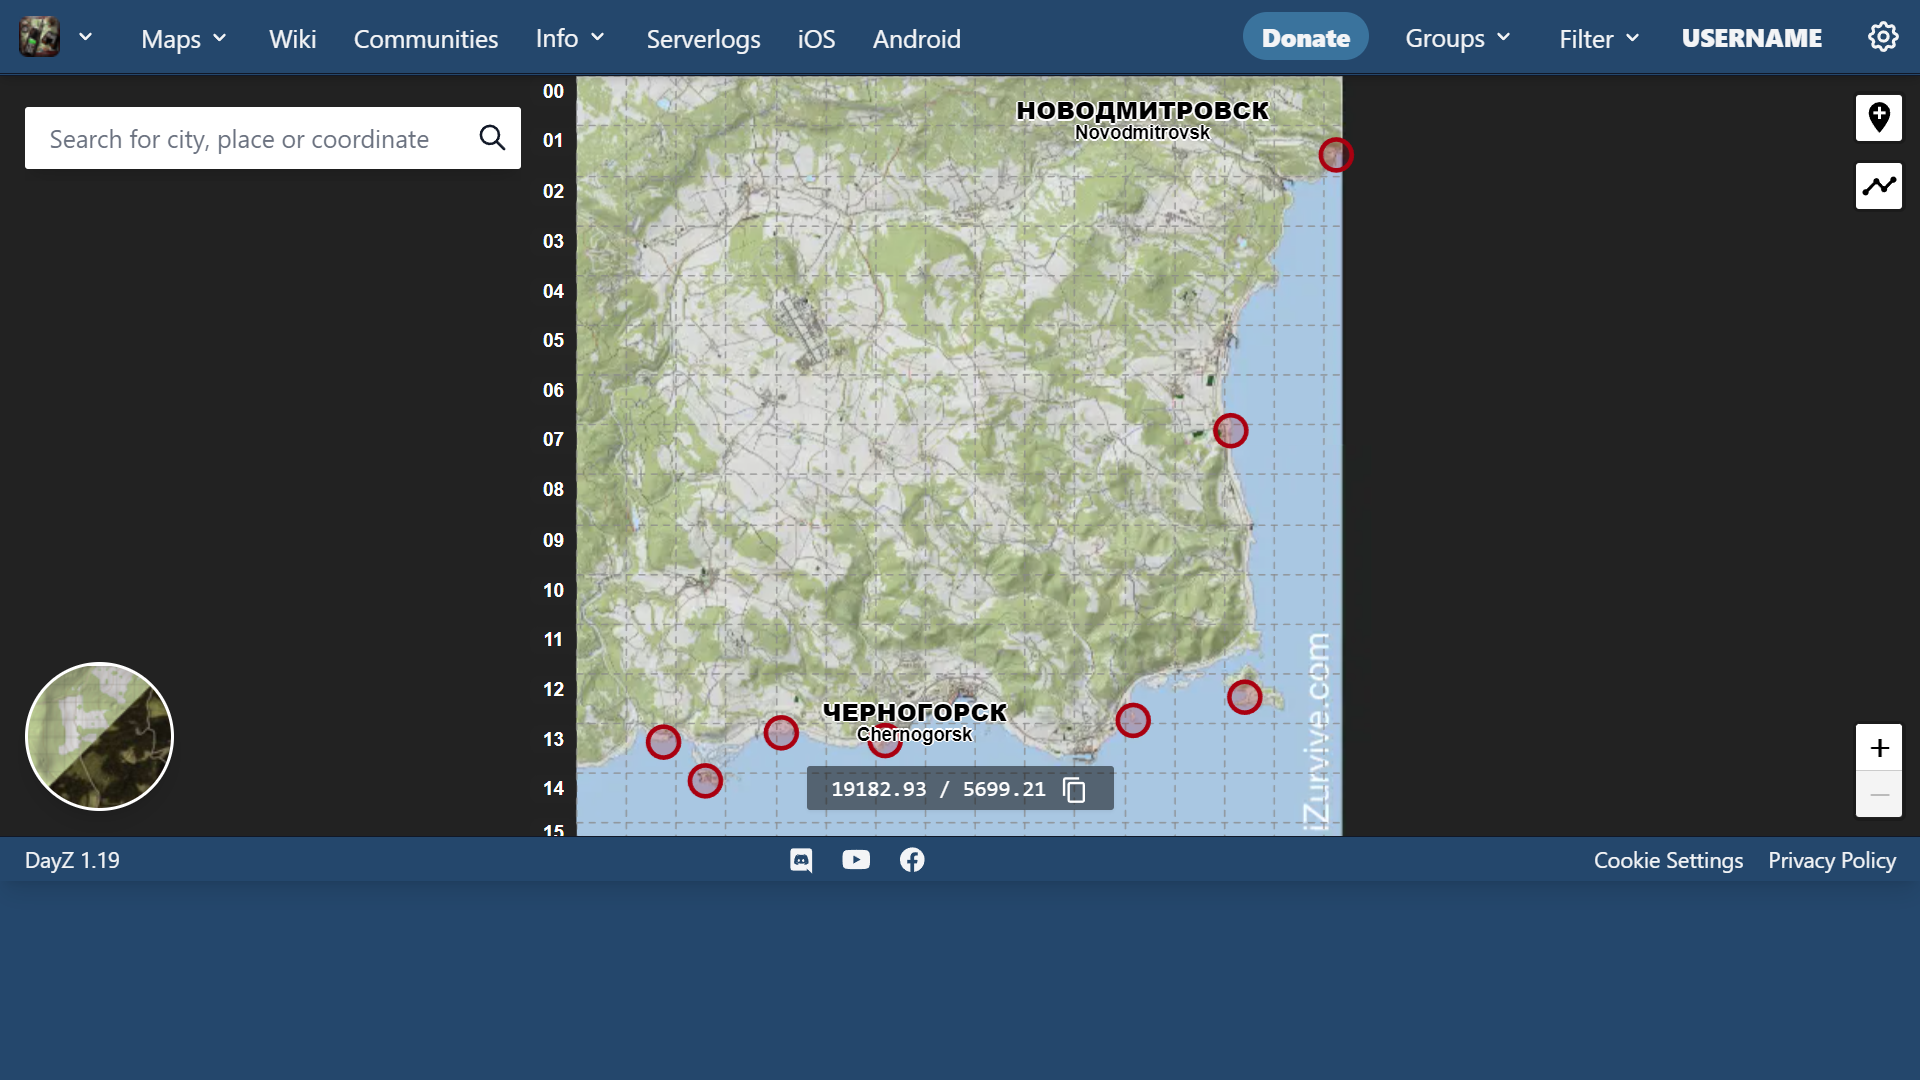 Maps Wiki Communities Info Serverlogs iOS Android Donate Groups Filter USERNAME
Search for city, place or coordinate
00
01
02
03
04
05
06
07
08
09
10
11
12
13
14
15
НОВОДМИТРОВСК
Novodmitrovsk
ЧЕРНОГОРСК
Chernogorsk
iZurvive.com
19182.93 / 5699.21
+
−
DayZ 1.19
Cookie Settings Privacy Policy